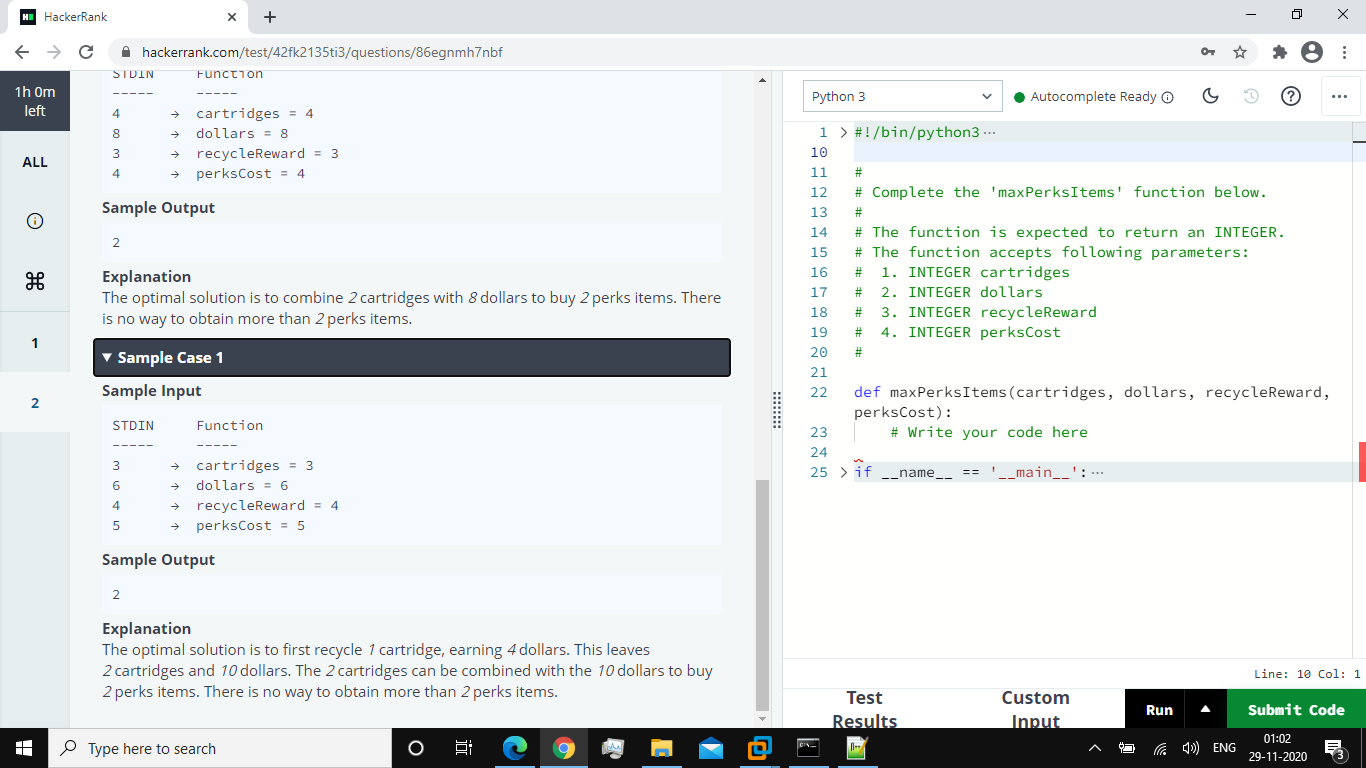 HackerRank
hackerrank.com/test/42fk2135ti3/questions/86egnmh7nbf
1h 0m
left
ALL
1
2
STDIN Function
----- -----
4 → cartridges = 4
8 → dollars = 8
3 → recycleReward = 3
4 → perksCost = 4
Sample Output
2
Explanation
The optimal solution is to combine 2 cartridges with 8 dollars to buy 2 perks items. There
is no way to obtain more than 2 perks items.
▼ Sample Case 1
Sample Input
STDIN Function
----- -----
3 → cartridges = 3
6 → dollars = 6
4 → recycleReward = 4
5 → perksCost = 5
Sample Output
2
Explanation
The optimal solution is to first recycle 1 cartridge, earning 4 dollars. This leaves
2 cartridges and 10 dollars. The 2 cartridges can be combined with the 10 dollars to buy
2 perks items. There is no way to obtain more than 2 perks items.
Python 3
Autocomplete Ready
1 > #!/bin/python3 ···
10
11 #
12 # Complete the 'maxPerksItems' function below.
13 #
14 # The function is expected to return an INTEGER.
15 # The function accepts following parameters:
16 #  1. INTEGER cartridges
17 #  2. INTEGER dollars
18 #  3. INTEGER recycleReward
19 #  4. INTEGER perksCost
20 #
21
22 def maxPerksItems(cartridges, dollars, recycleReward,
perksCost):
23     # Write your code here
24
25 > if __name__ == '__main__': ···
Line: 10 Col: 1
Test
Results
Custom
Input
Run
Submit Code
Type here to search
ENG
01:02
29-11-2020
3